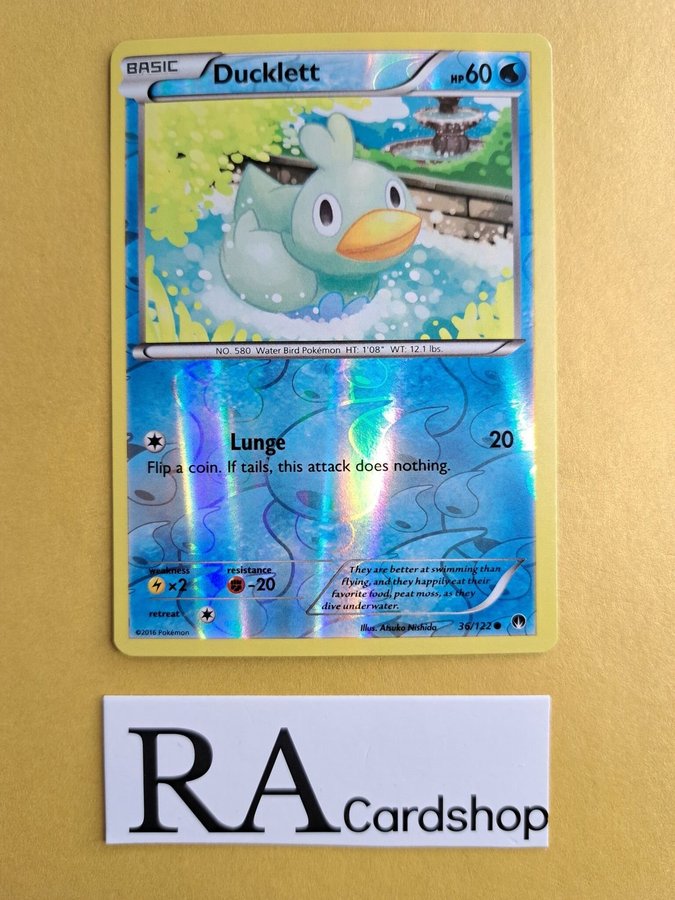 BASIC
Ducklett
HP60
NO. 580 Water Bird Pokémon HT: 1'08" WT: 12.1 lbs.
Lunge 20
Flip a coin. If tails, this attack does nothing.
weakness resistance
×2 -20
They are better at swimming than
flying, and they happily eat their
favorite food, peat moss, as they
dive underwater.
retreat
©2016 Pokémon
Illus. Atsuko Nishida
36/122
RA Cardshop